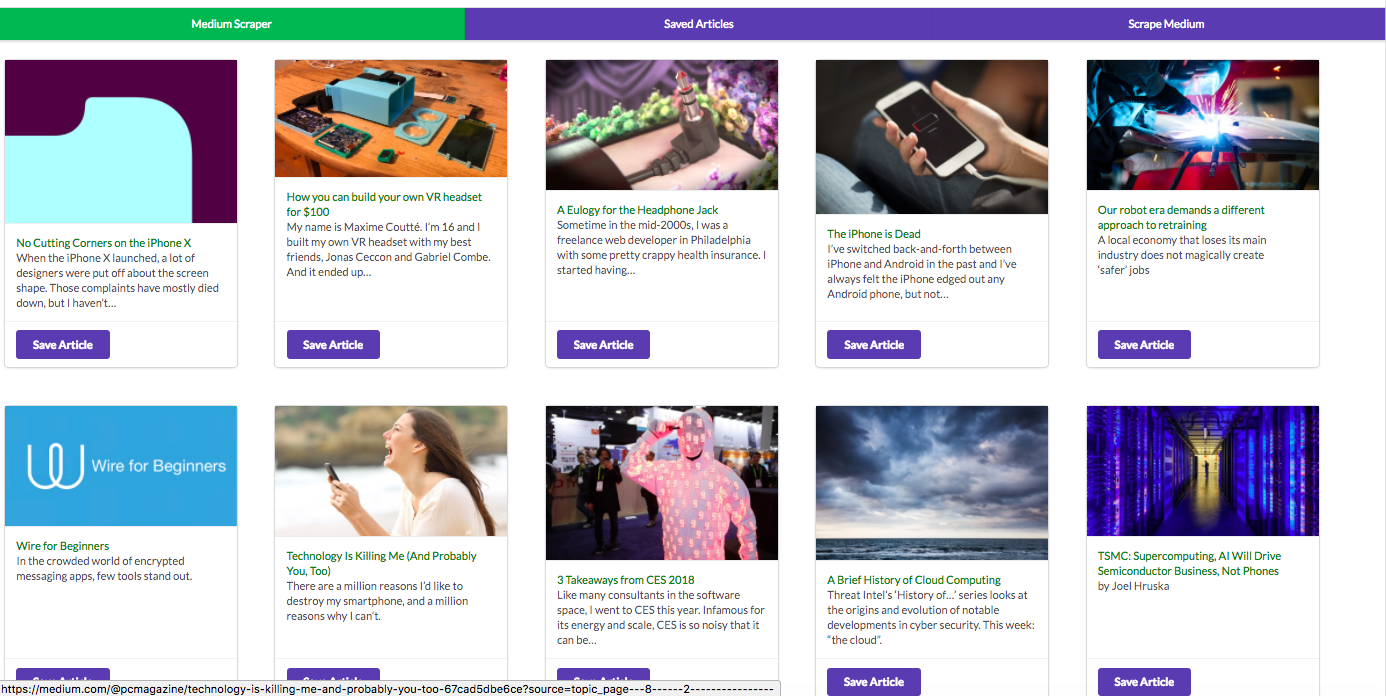 Medium Scraper
Saved Articles
Scrape Medium
No Cutting Corners on the iPhone X
When the iPhone X launched, a lot of
designers were put off about the screen
shape. Those complaints have mostly died
down, but I haven't…
Save Article
How you can build your own VR headset
for $100
My name is Maxime Coutté. I'm 16 and I
built my own VR headset with my best
friends, Jonas Ceccon and Gabriel Combe.
And it ended up…
Save Article
A Eulogy for the Headphone Jack
Sometime in the mid-2000s, I was a
freelance web developer in Philadelphia
with some pretty crappy health insurance. I
started having…
Save Article
The iPhone is Dead
I've switched back-and-forth between
iPhone and Android in the past and I've
always felt the iPhone edged out any
Android phone, but not…
Save Article
Our robot era demands a different
approach to retraining
A local economy that loses its main
industry does not magically create
'safer' jobs
Save Article
Wire for Beginners
Wire for Beginners
In the crowded world of encrypted
messaging apps, few tools stand out.
Save Article
Technology Is Killing Me (And Probably
You, Too)
There are a million reasons I'd like to
destroy my smartphone, and a million
reasons why I can't.
Save Article
3 Takeaways from CES 2018
Like many consultants in the software
space, I went to CES this year. Infamous for
its energy and scale, CES is so noisy that it
can be…
Save Article
A Brief History of Cloud Computing
Threat Intel's 'History of…' series looks at
the origins and evolution of notable
developments in cyber security. This week:
"the cloud".
Save Article
TSMC: Supercomputing, AI Will Drive
Semiconductor Business, Not Phones
by Joel Hruska
Save Article
https://medium.com/@pcmagazine/technology-is-killing-me-and-probably-you-too-67cad5dbe6ce?source=topic_page---8------2----------------